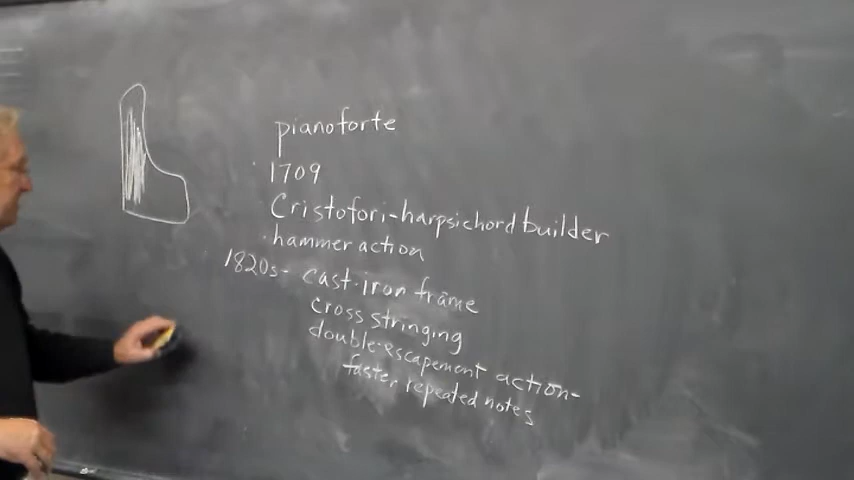 pianoforte
· 1709
Cristofori-harpsichord builder
· hammer action
1820s- cast-iron frame
cross stringing
double-escapement action-
faster repeated notes